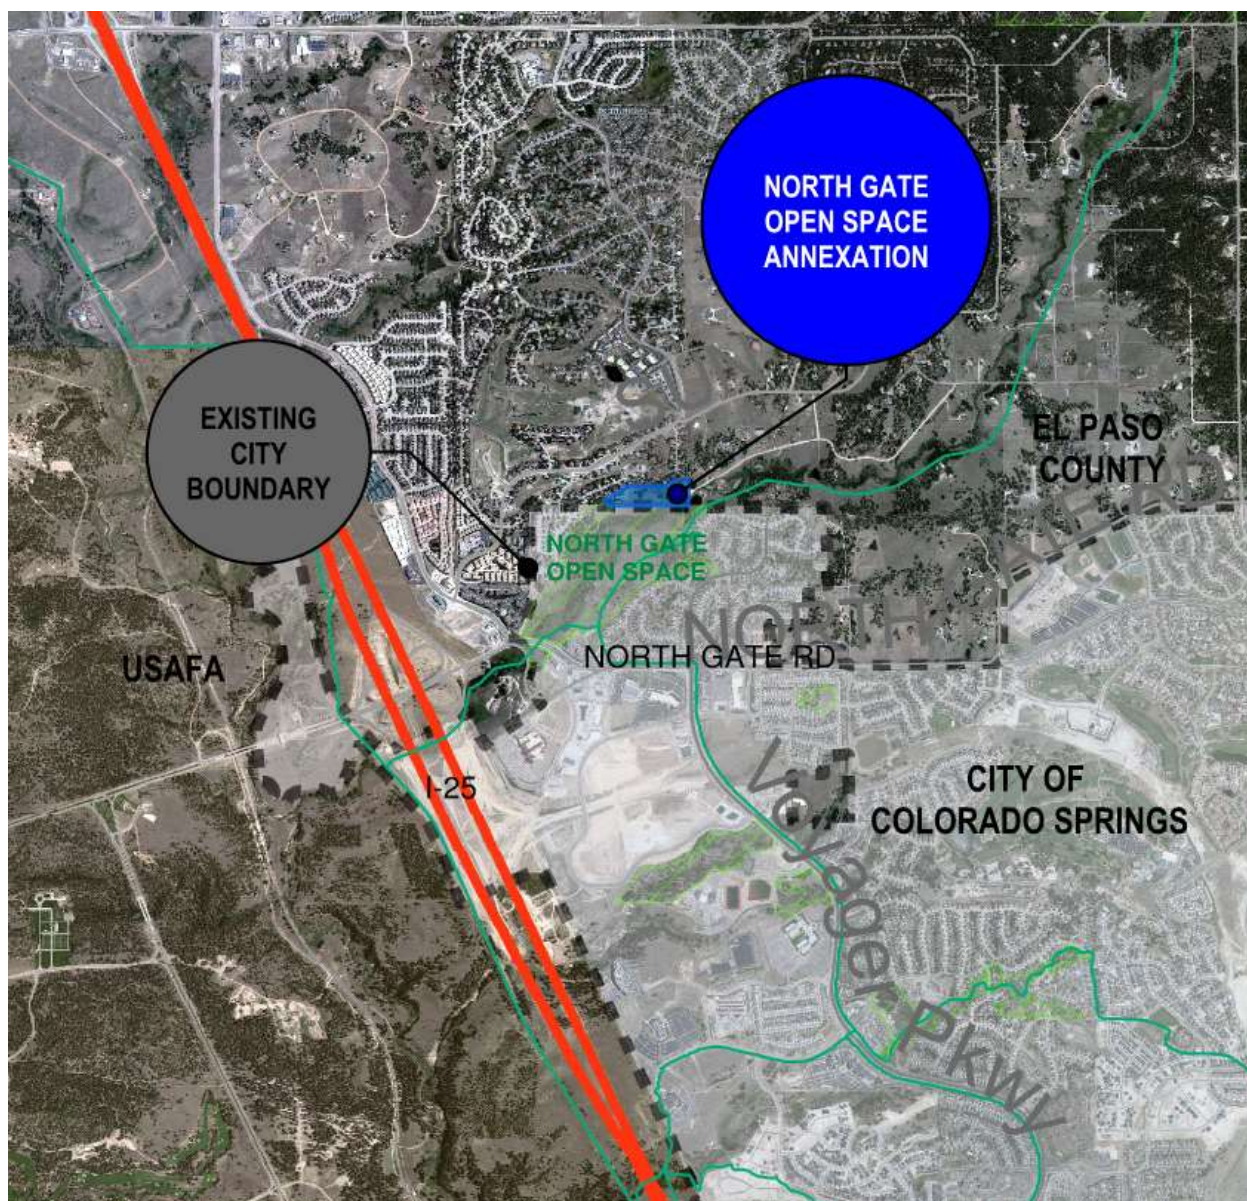 NORTH GATE
OPEN SPACE
ANNEXATION
EXISTING
CITY
BOUNDARY
EL PASO
COUNTY
NORTH GATE
OPEN SPACE
USAFA
NORTH
NORTH GATE RD
I-25
Voyager Pkwy
CITY OF
COLORADO SPRINGS